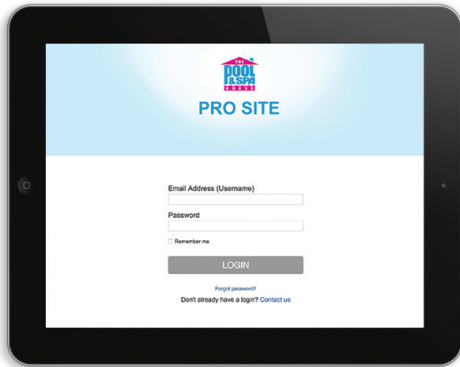 THE
POOL
& SPA
HOUSE
PRO SITE
Email Address (Username)
Password
Remember me
LOGIN
Forgot password?
Don't already have a login? Contact us